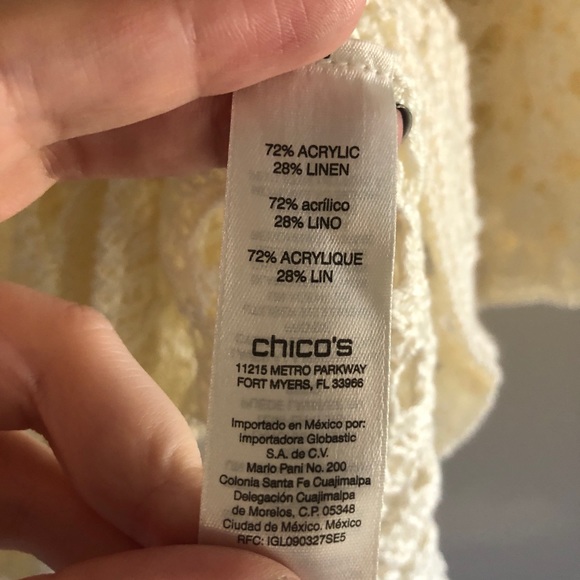 72% ACRYLIC
28% LINEN
72% acrílico
28% LINO
72% ACRYLIQUE
28% LIN
chico's
11215 METRO PARKWAY
FORT MYERS, FL 33966
Importado en México por:
Importadora Globastic
S.A. de C.V.
Mario Pani No. 200
Colonia Santa Fe Cuajimalpa
Delegación Cuajimalpa
de Morelos, C.P. 05348
Ciudad de México. México
RFC: IGL090327SE5